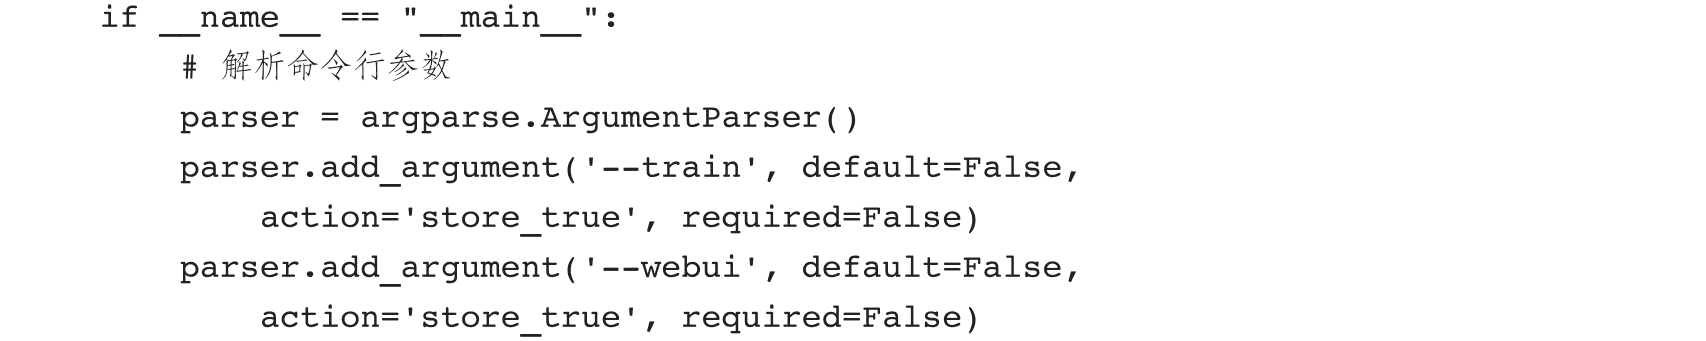 if __name__ == "__main__":
    # 解析命令行参数
    parser = argparse.ArgumentParser()
    parser.add_argument('--train', default=False,
        action='store_true', required=False)
    parser.add_argument('--webui', default=False,
        action='store_true', required=False)